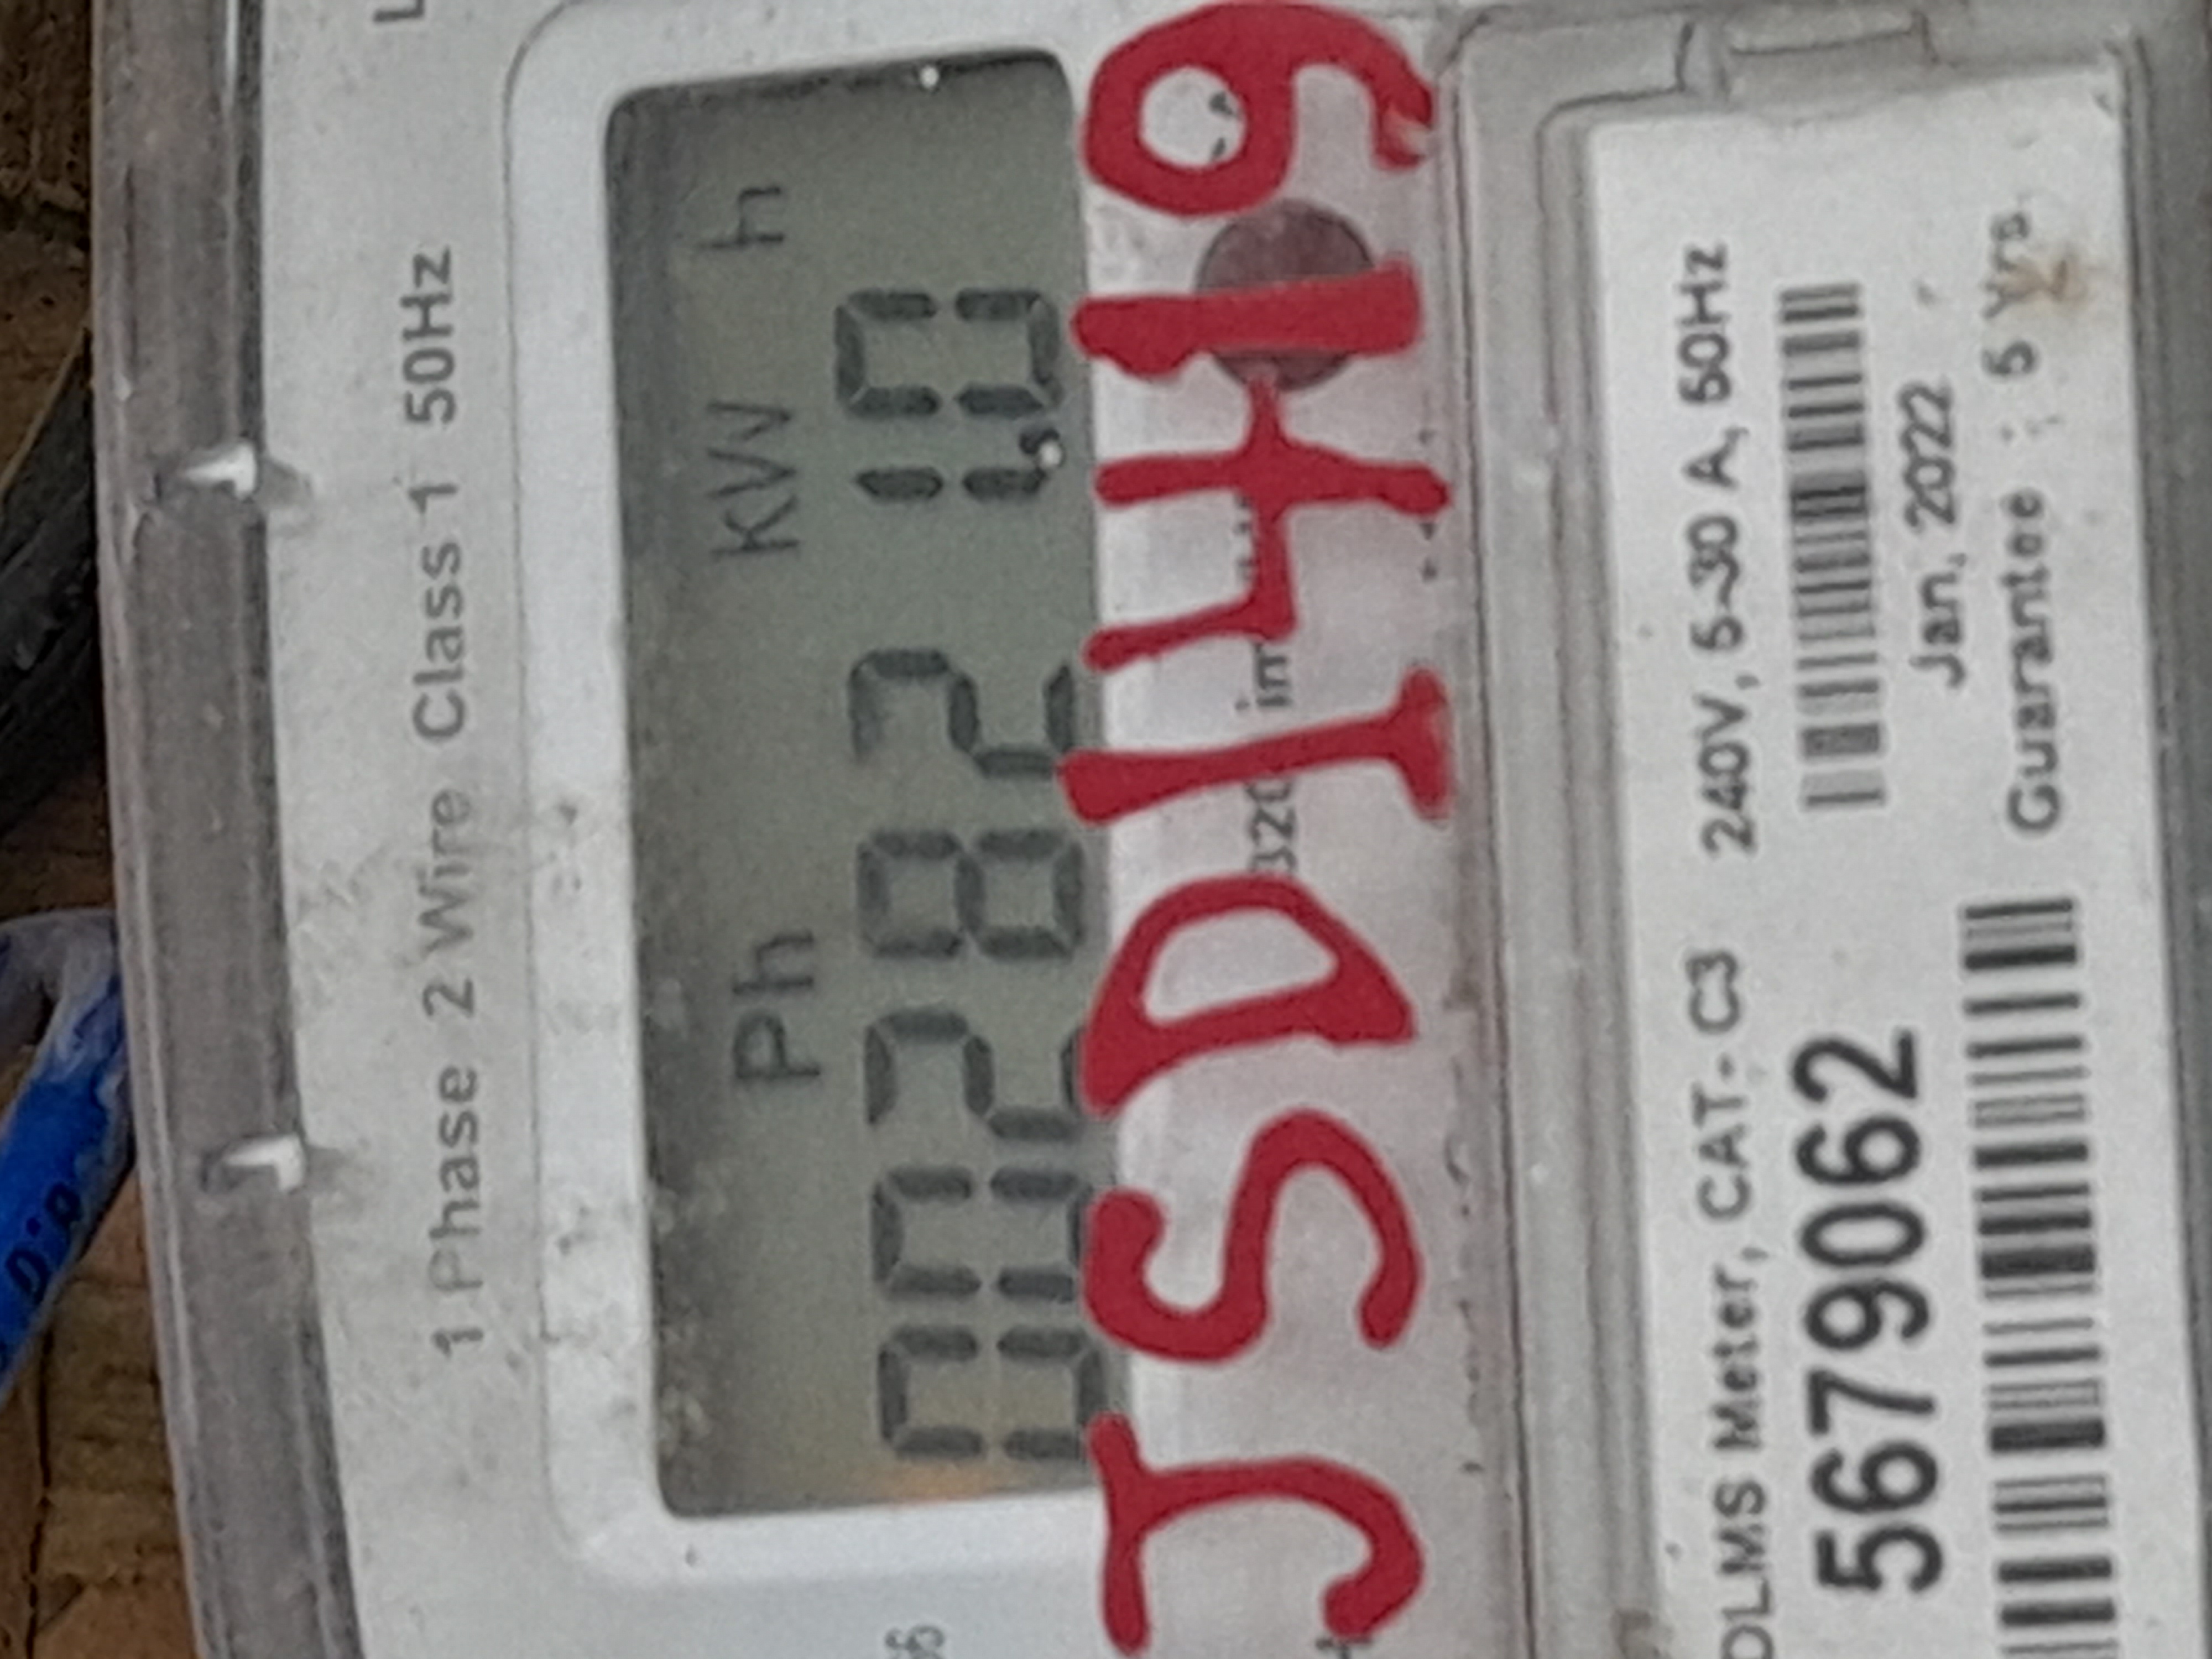 1 Phase 2 Wire Class 1 50Hz
Ph KW h
002821.0
JSD1419
DLMS Meter, CAT-C3 240V, 5-30 A, 50Hz
5679062
Jan, 2022
Guarantee : 5 Yrs.